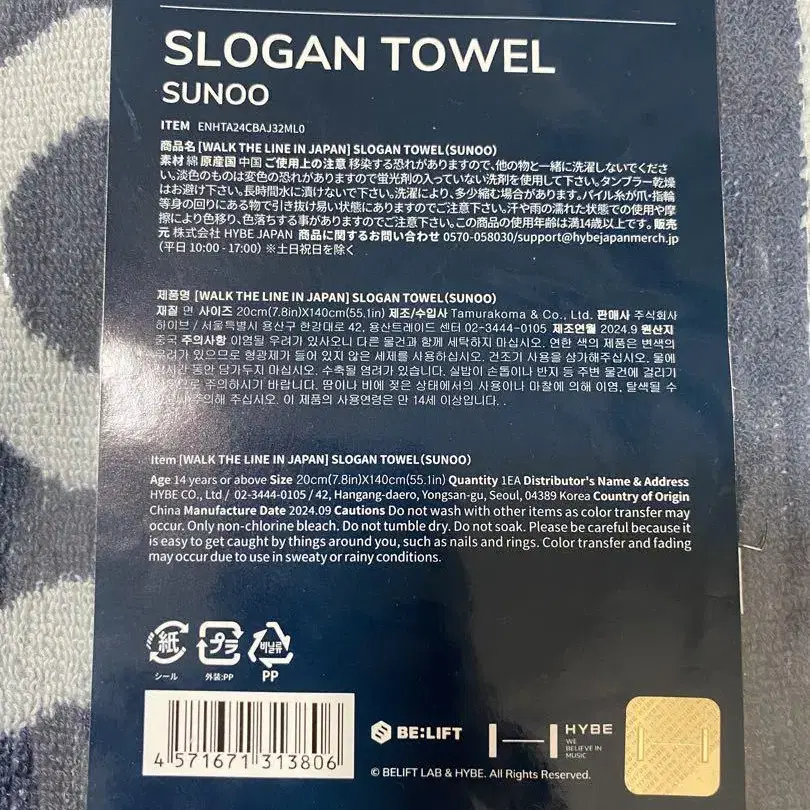 SLOGAN TOWEL
SUNOO
ITEM ENHTA24CBAJ32ML0
商品名 [WALK THE LINE IN JAPAN] SLOGAN TOWEL(SUNOO)
素材 綿 原産国 中国 ご使用上の注意 移染する恐れがありますので、他の物と一緒に洗濯しないでくださ
い。淡色のものは変色の恐れがありますので蛍光剤の入っていない洗剤を使用して下さい。タンブラー乾燥
はお避け下さい。長時間水に漬けないで下さい。洗濯により、多少縮む場合があります。パイル糸が爪・指輪
等身の回りにある物で引き抜け易い状態にありますのでご注意下さい。汗や雨の濡れた状態での使用や摩
擦により色移り、色落ちする事がありますのでご注意下さい。この商品の使用年齢は満14歳以上です。販売
元 株式会社 HYBE JAPAN 商品に関するお問い合わせ 0570-058030/support@hybejapanmerch.jp
(平日 10:00 - 17:00) ※土日祝日を除く
제품명 [WALK THE LINE IN JAPAN] SLOGAN TOWEL(SUNOO)
재질 면 사이즈 20cm(7.8in)X140cm(55.1in) 제조/수입사 Tamurakoma & Co., Ltd. 판매사 주식회사
하이브 / 서울특별시 용산구 한강대로 42, 용산트레이드 센터 02-3444-0105 제조연월 2024.9 원산지
중국 주의사항 이염될 우려가 있사오니 다른 물건과 함께 세탁하지 마십시오. 연한 색의 제품은 변색의
우려가 있으므로 형광제가 들어 있지 않은 세제를 사용하십시오. 건조기 사용을 삼가해주십시오. 물에
장시간 동안 담가두지 마십시오. 수축될 염려가 있습니다. 실밥이 손톱이나 반지 등 주변 물건에 걸리기
주의하시기 바랍니다. 땀이나 비에 젖은 상태에서의 사용이나 마찰에 의해 이염, 탈색될 수
주의해 주십시오. 이 제품의 사용연령은 만 14세 이상입니다.
Item [WALK THE LINE IN JAPAN] SLOGAN TOWEL(SUNOO)
Age 14 years or above Size 20cm(7.8in)X140cm(55.1in) Quantity 1EA Distributor's Name & Address
HYBE CO., Ltd / 02-3444-0105 / 42, Hangang-daero, Yongsan-gu, Seoul, 04389 Korea Country of Origin
China Manufacture Date 2024.09 Cautions Do not wash with other items as color transfer may
occur. Only non-chlorine bleach. Do not tumble dry. Do not soak. Please be careful because it
is easy to get caught by things around you, such as nails and rings. Color transfer and fading
may occur due to use in sweaty or rainy conditions.
紙 プラ 비닐류
シール 外装:PP PP
4 571671 313806
BE:LIFT HYBE
WE
BELIEVE IN
MUSIC
© BELIFT LAB & HYBE. All Rights Reserved.